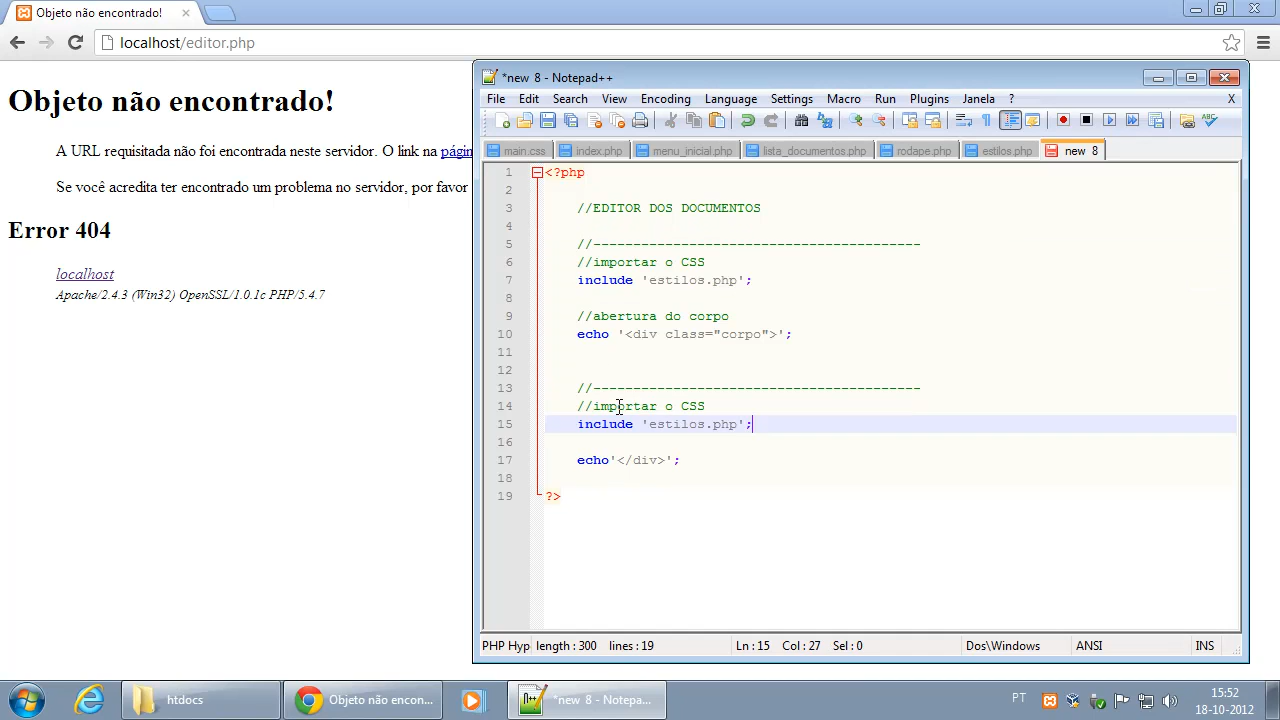 Objeto não encontrado!
localhost/editor.php
Objeto não encontrado!
A URL requisitada não foi encontrada neste servidor. O link na págin
Se você acredita ter encontrado um problema no servidor, por favor
Error 404
localhost
Apache/2.4.3 (Win32) OpenSSL/1.0.1c PHP/5.4.7
*new 8 - Notepad++
File Edit Search View Encoding Language Settings Macro Run Plugins Janela ? X
main.css index.php menu_inicial.php lista_documentos.php rodape.php estilos.php new 8
1 <?php
2
3 //EDITOR DOS DOCUMENTOS
4
5 //-----------------------------------------
6 //importar o CSS
7 include 'estilos.php';
8
9 //abertura do corpo
10 echo '<div class="corpo">';
11
12
13 //-----------------------------------------
14 //importar o CSS
15 include 'estilos.php';
16
17 echo'</div>';
18
19 ?>
PHP Hyp length : 300 lines : 19 Ln : 15 Col : 27 Sel : 0 Dos\Windows ANSI INS
htdocs Objeto não encon... *new 8 - Notepa... PT 15:52
18-10-2012